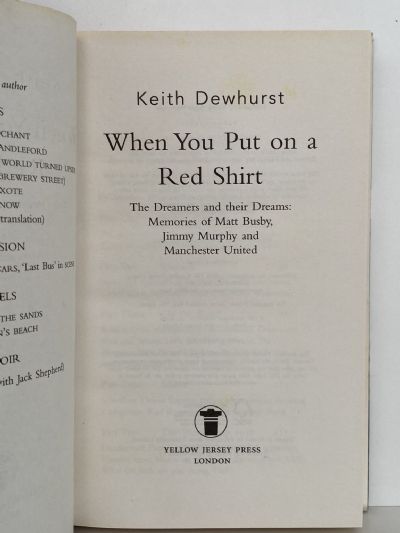 author
S
CHANT
ANDLEFORD
WORLD TURNED UPSI
BREWERY STREET)
XOTE
NOW
translation)
SION
CARS, 'Last Bus' in SCENE
ELS
THE SANDS
N'S BEACH
OIR
with Jack Shepherd)
Keith Dewhurst
When You Put on a
Red Shirt
The Dreamers and their Dreams:
Memories of Matt Busby,
Jimmy Murphy and
Manchester United
YELLOW JERSEY PRESS
LONDON